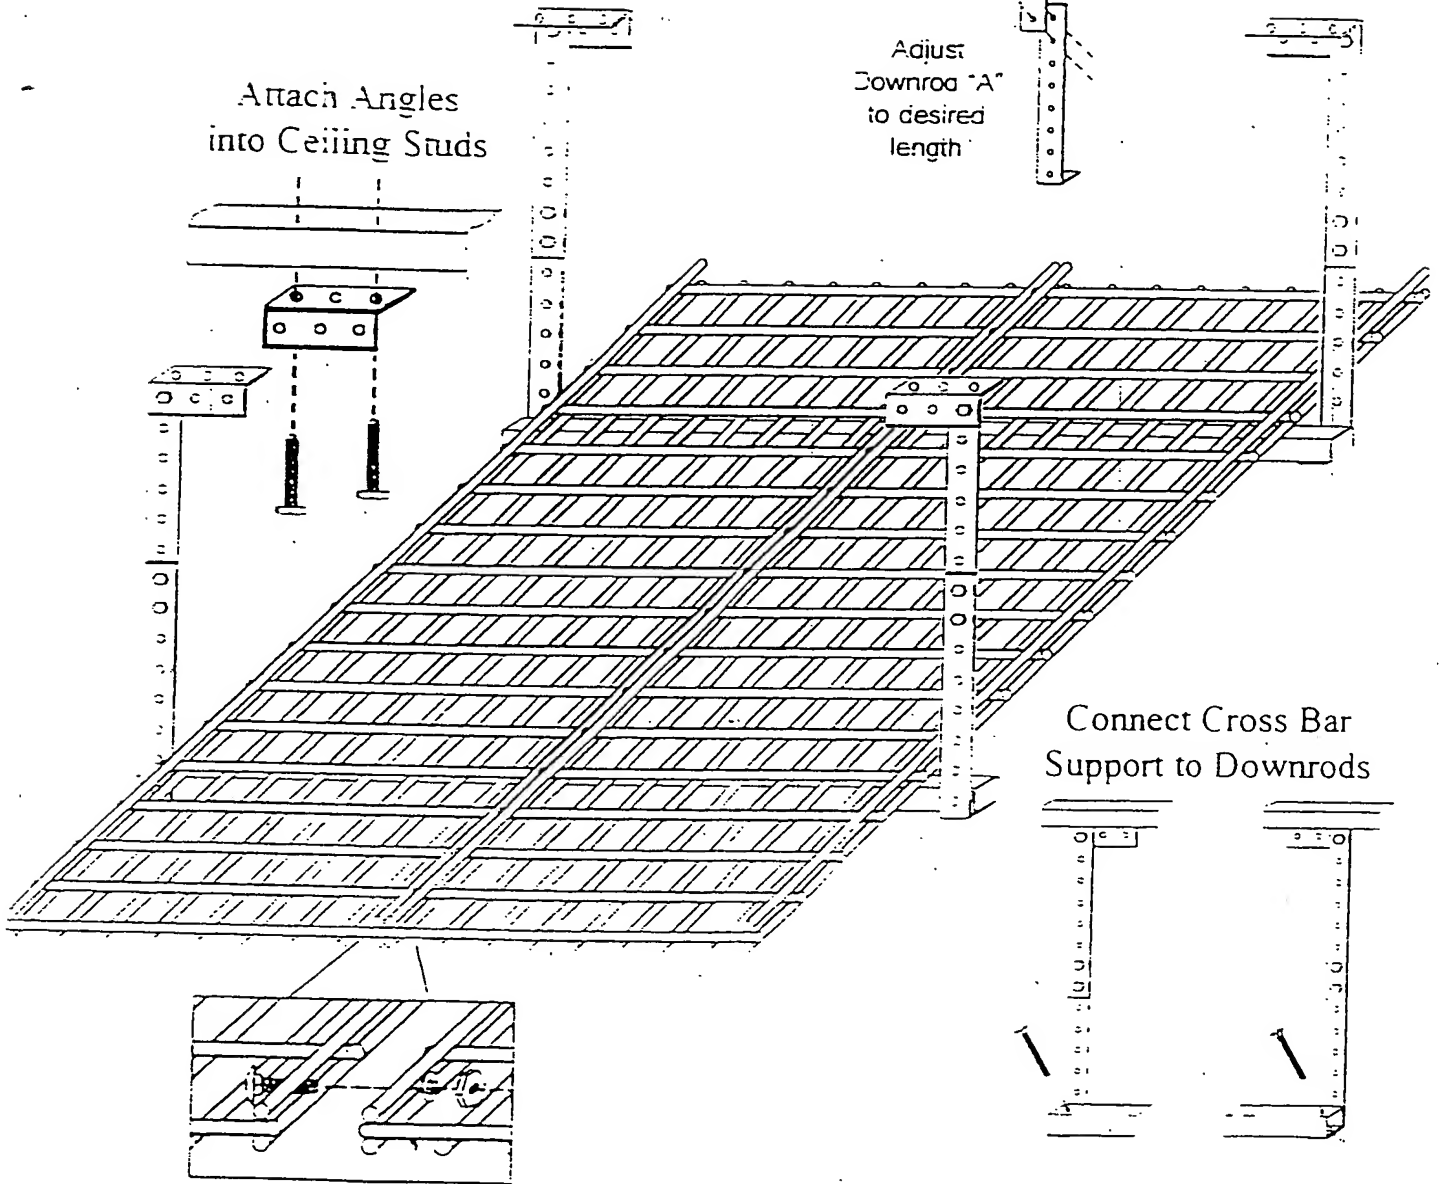 Attach Angles
into Ceiling Studs
Adjust
Downrod "A"
to desired
length
Connect Cross Bar
Support to Downrods